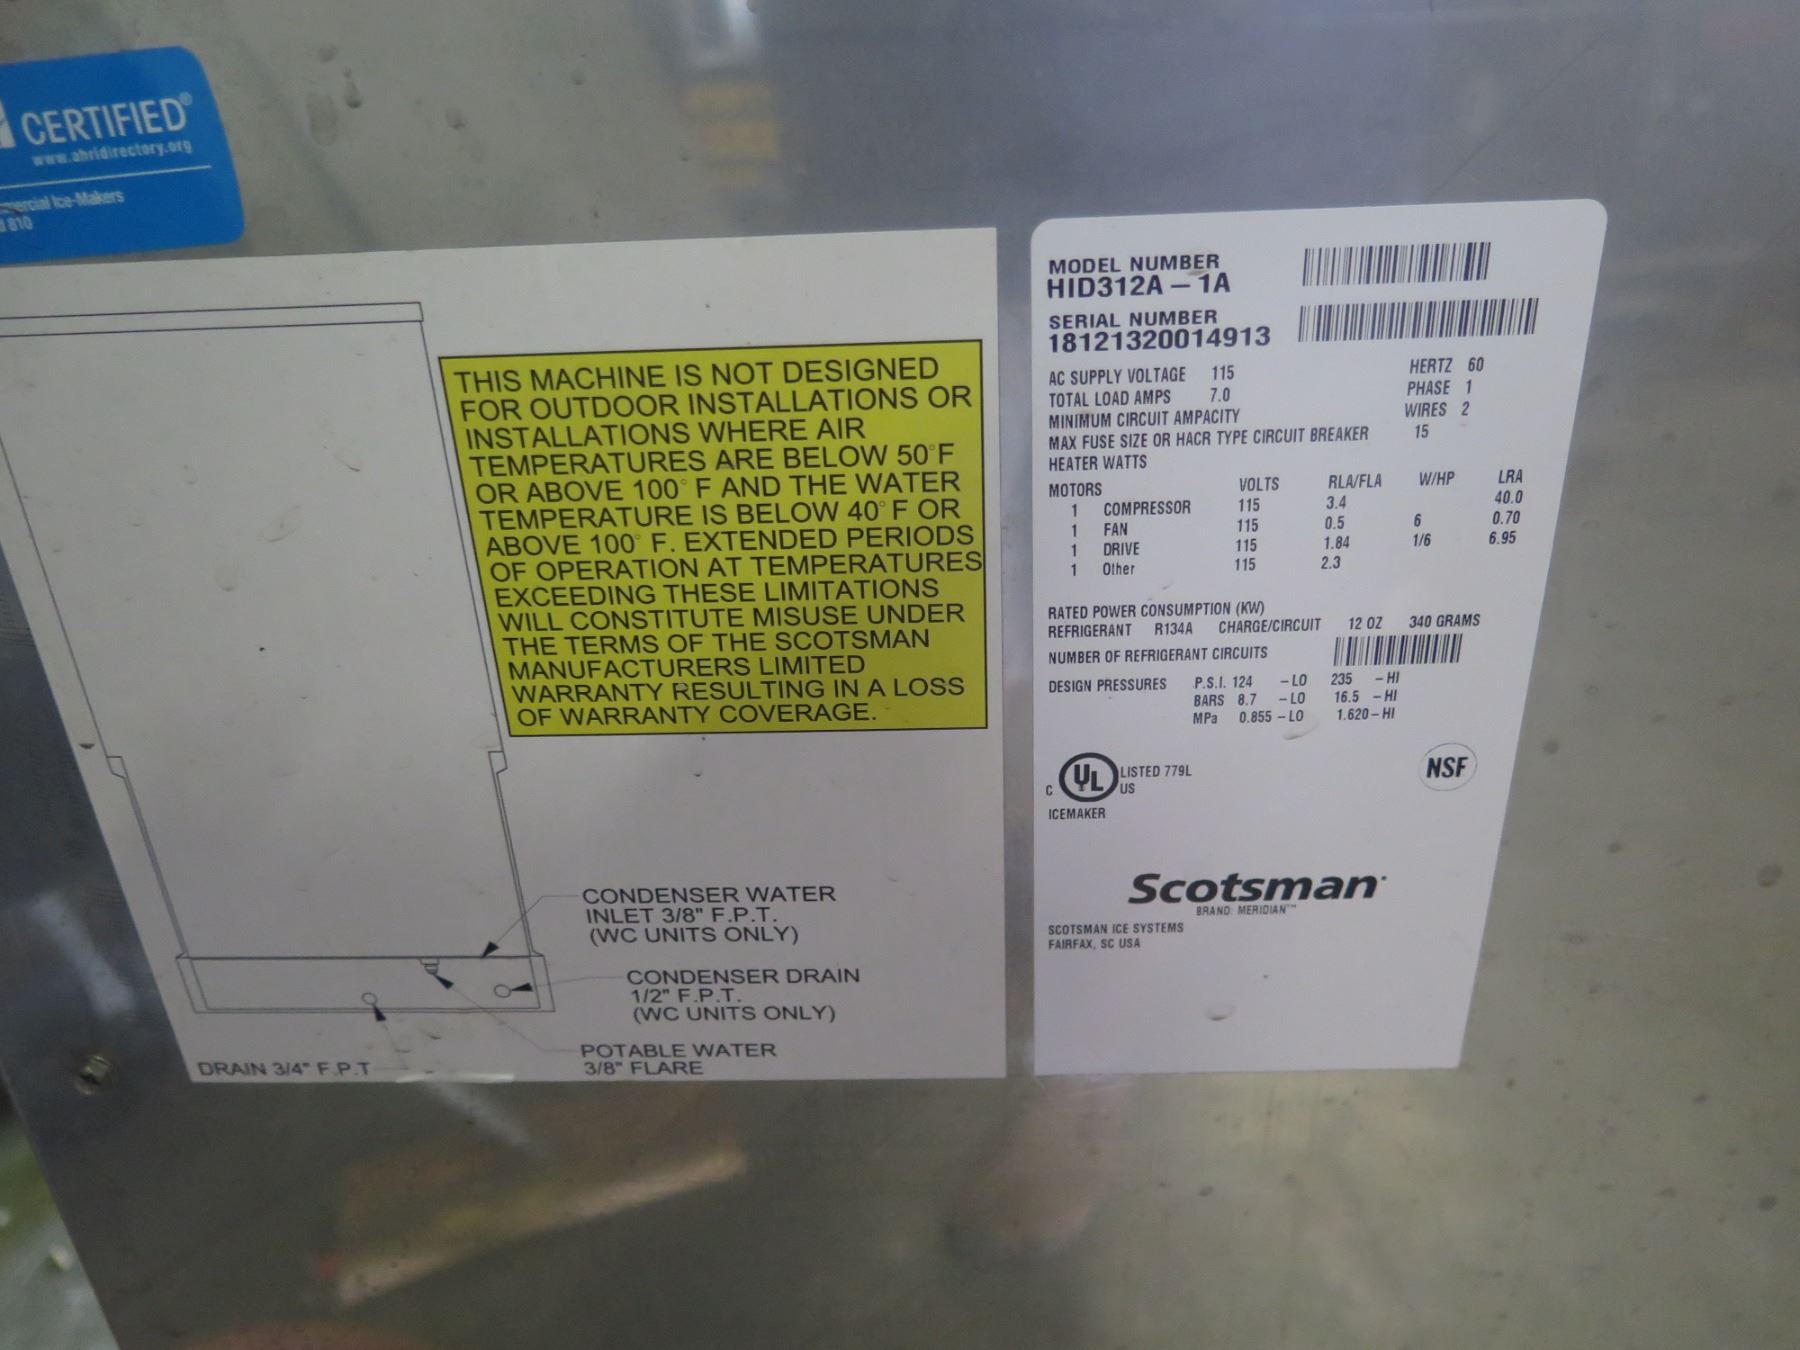 CERTIFIED®
www.ahridirectory.org
Ice-Makers
810
THIS MACHINE IS NOT DESIGNED
FOR OUTDOOR INSTALLATIONS OR
INSTALLATIONS WHERE AIR
TEMPERATURES ARE BELOW 50°F
OR ABOVE 100° F AND THE WATER
TEMPERATURE IS BELOW 40° F OR
ABOVE 100° F. EXTENDED PERIODS
OF OPERATION AT TEMPERATURES
EXCEEDING THESE LIMITATIONS
WILL CONSTITUTE MISUSE UNDER
THE TERMS OF THE SCOTSMAN
MANUFACTURERS LIMITED
WARRANTY RESULTING IN A LOSS
OF WARRANTY COVERAGE.
CONDENSER WATER
INLET 3/8" F.P.T.
(WC UNITS ONLY)
CONDENSER DRAIN
1/2" F.P.T.
(WC UNITS ONLY)
POTABLE WATER
3/8" FLARE
DRAIN 3/4" F.P.T
MODEL NUMBER
HID312A – 1A
SERIAL NUMBER
18121320014913
AC SUPPLY VOLTAGE 115 HERTZ 60
TOTAL LOAD AMPS 7.0 PHASE 1
MINIMUM CIRCUIT AMPACITY WIRES 2
MAX FUSE SIZE OR HACR TYPE CIRCUIT BREAKER 15
HEATER WATTS
MOTORS VOLTS RLA/FLA W/HP LRA
1 COMPRESSOR 115 3.4 40.0
1 FAN 115 0.5 6 0.70
1 DRIVE 115 1.84 1/6 6.95
1 Other 115 2.3
RATED POWER CONSUMPTION (KW)
REFRIGERANT R134A CHARGE/CIRCUIT 12 OZ 340 GRAMS
NUMBER OF REFRIGERANT CIRCUITS
DESIGN PRESSURES P.S.I. 124 – LO 235 – HI
BARS 8.7 – LO 16.5 – HI
MPa 0.855 – LO 1.620 – HI
C UL US LISTED 779L
ICEMAKER
NSF
Scotsman
BRAND: MERIDIAN™
SCOTSMAN ICE SYSTEMS
FAIRFAX, SC USA